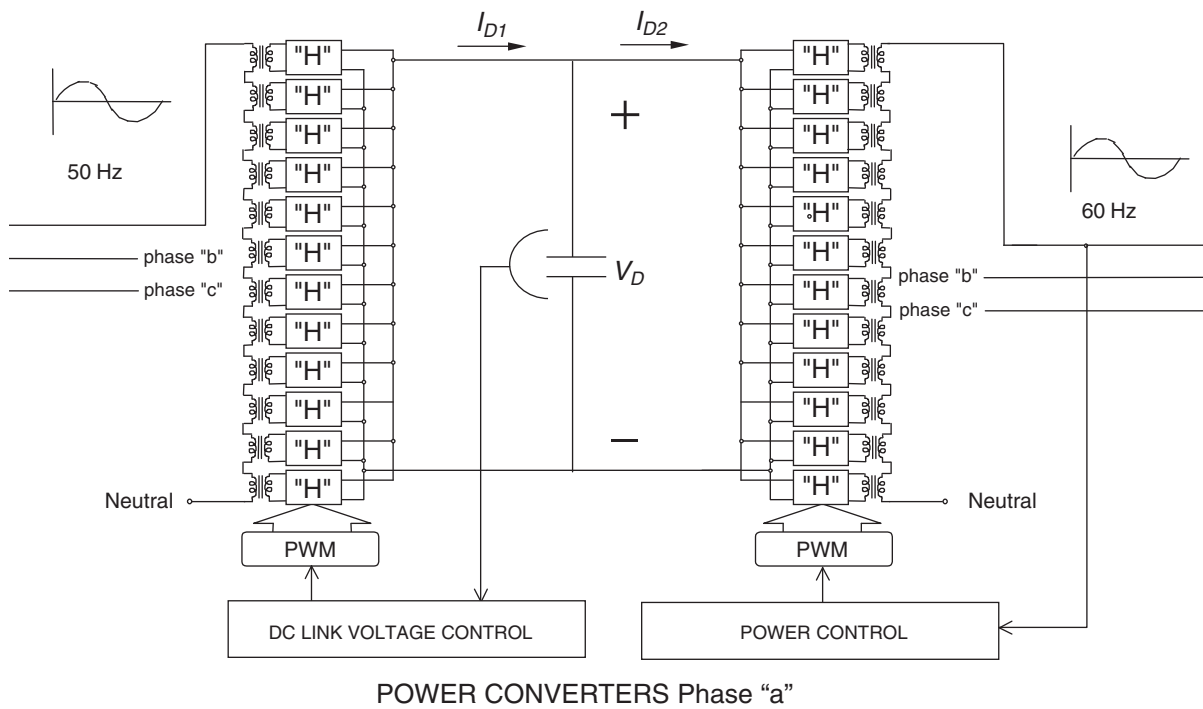 I_D1
I_D2
"H"
"H"
"H"
"H"
"H"
"H"
"H"
"H"
"H"
"H"
"H"
"H"
50 Hz
phase "b"
phase "c"
Neutral
+
V_D
–
"H"
"H"
"H"
"H"
"H"
"H"
"H"
"H"
"H"
"H"
"H"
"H"
60 Hz
phase "b"
phase "c"
Neutral
PWM
PWM
DC LINK VOLTAGE CONTROL
POWER CONTROL
POWER CONVERTERS Phase “a”